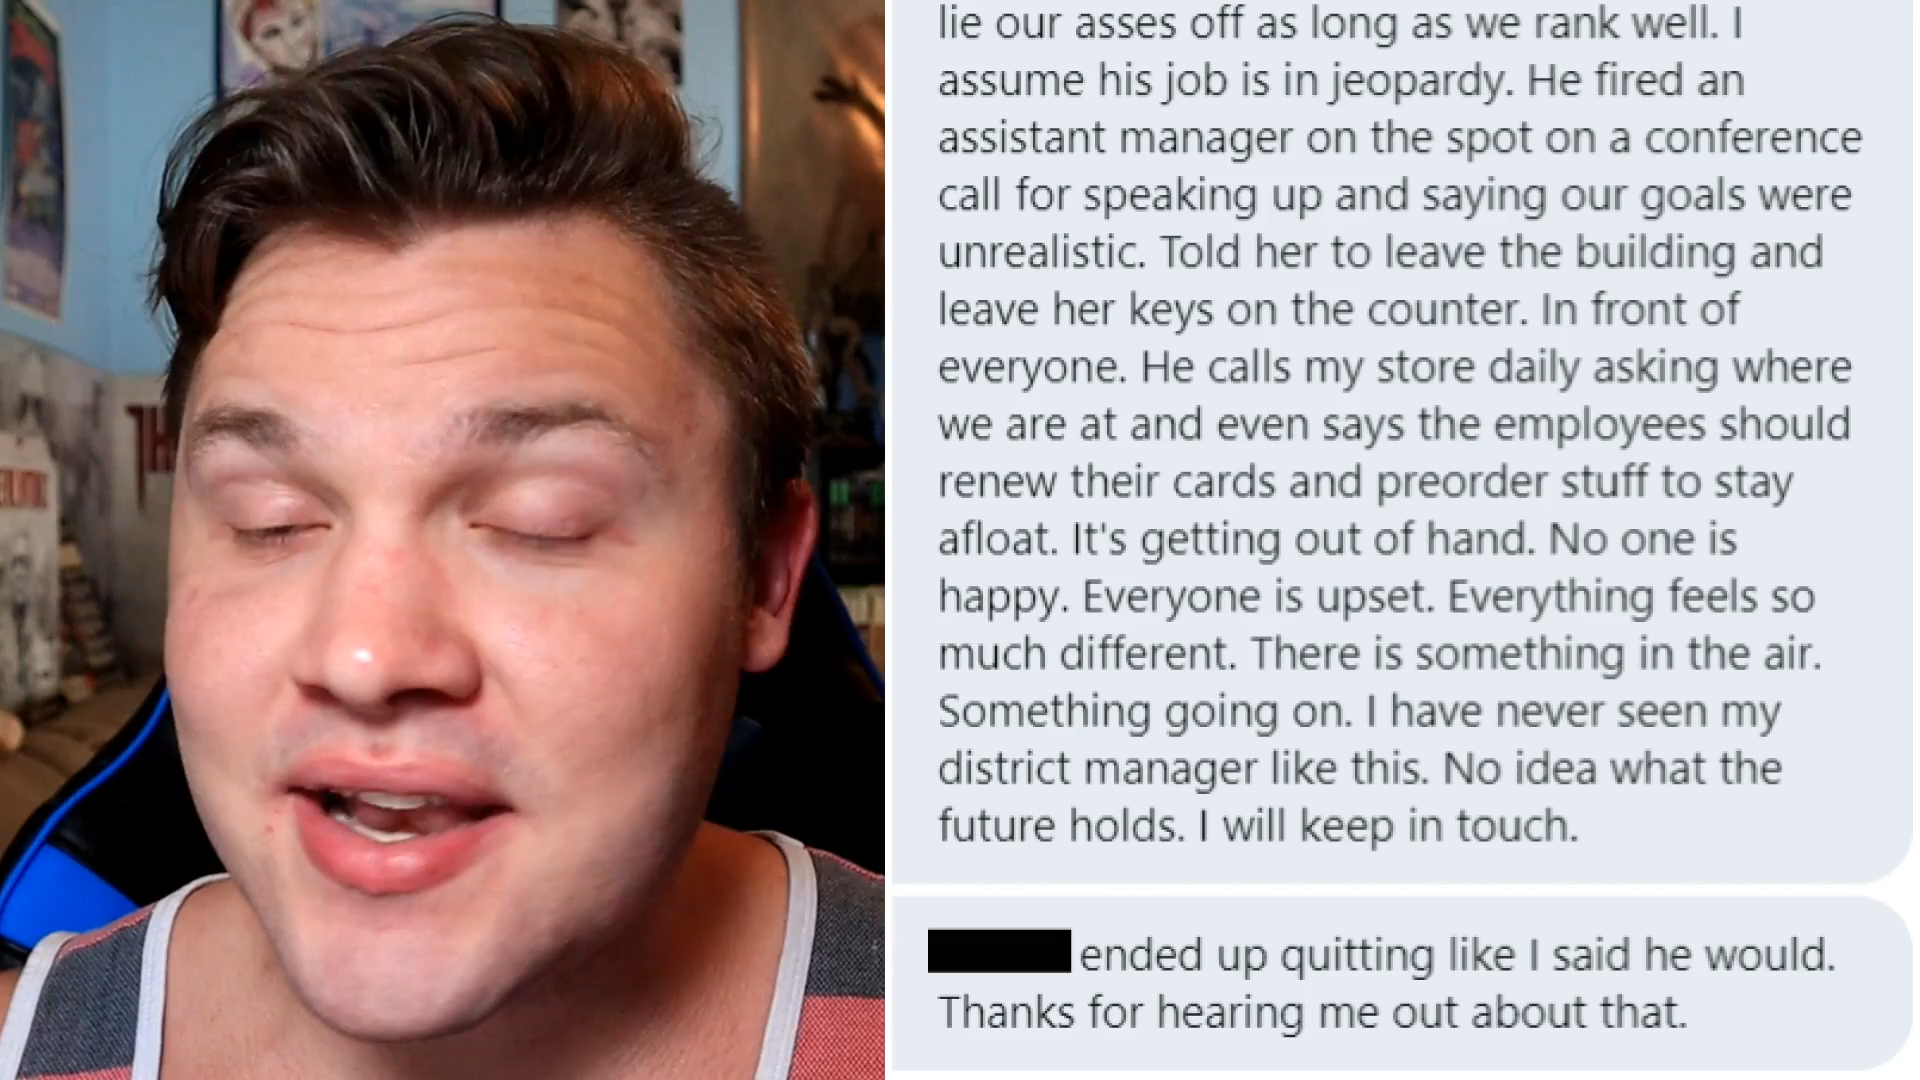 lie our asses off as long as we rank well. I
assume his job is in jeopardy. He fired an
assistant manager on the spot on a conference
call for speaking up and saying our goals were
unrealistic. Told her to leave the building and
leave her keys on the counter. In front of
everyone. He calls my store daily asking where
we are at and even says the employees should
renew their cards and preorder stuff to stay
afloat. It's getting out of hand. No one is
happy. Everyone is upset. Everything feels so
much different. There is something in the air.
Something going on. I have never seen my
district manager like this. No idea what the
future holds. I will keep in touch.
ended up quitting like I said he would.
Thanks for hearing me out about that.